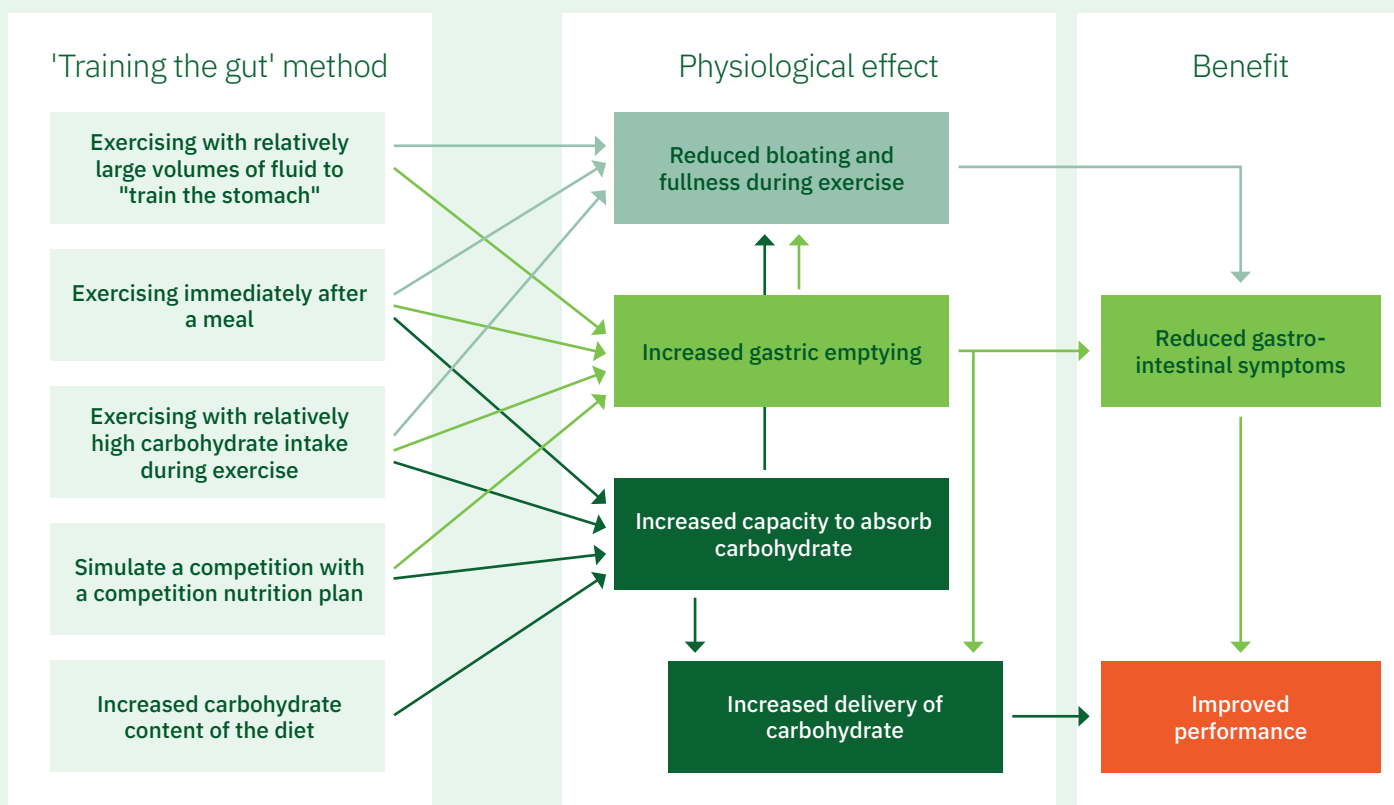 'Training the gut' method
Exercising with relatively
large volumes of fluid to
"train the stomach"
Exercising immediately after
a meal
Exercising with relatively
high carbohydrate intake
during exercise
Simulate a competition with
a competition nutrition plan
Increased carbohydrate
content of the diet
Physiological effect
Reduced bloating and
fullness during exercise
Increased gastric emptying
Increased capacity to absorb
carbohydrate
Increased delivery of
carbohydrate
Benefit
Reduced gastro-
intestinal symptoms
Improved
performance